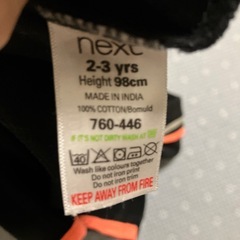 next
2-3 yrs
Height 98cm
MADE IN INDIA
100% COTTON/Bomuld
760-446
IF IT'S NOT DIRTY WASH AT 30
40
Wash like colours together
Do not iron print
Do not iron trim
KEEP AWAY FROM FIRE